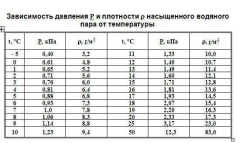 Зависимость давления P и плотности ρ насыщенного водяного
пара от температуры
t, °C P, кПа ρ, г/м³ t, °C P, кПа ρ, г/м³
- 5 0,40 3,2 11 1,33 10,0
0 0,61 4,8 12 1,40 10,7
1 0,65 5,2 13 1,49 11,4
2 0,71 5,6 14 1,60 12,1
3 0,76 6,0 15 1,71 12,8
4 0,81 6,4 16 1,81 13,6
5 0,88 6,8 17 1,93 14,5
6 0,93 7,3 18 2,07 15,4
7 1,0 7,8 19 2,20 16,3
8 1,06 8,3 20 2,33 17,3
9 1,14 8,8 25 3,17 23,0
10 1,23 9,4 50 12,3 83,0